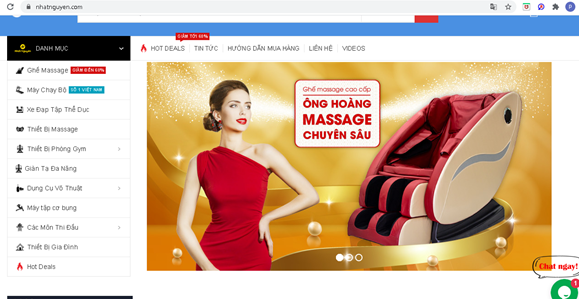 nhatnguyen.com
P
DANH MỤC
GIẢM TỚI 60%
HOT DEALS
TIN TỨC
HƯỚNG DẪN MUA HÀNG
LIÊN HỆ
VIDEOS
Ghế Massage GIẢM ĐẾN 60%
Máy Chạy Bộ SỐ 1 VIỆT NAM
Xe Đạp Tập Thể Dục
Thiết Bị Massage
Thiết Bị Phòng Gym
Giàn Tạ Đa Năng
Dụng Cụ Võ Thuật
Máy tập cơ bụng
Các Môn Thi Đấu
Thiết Bị Gia Đình
Hot Deals
Ghế massage cao cấp
ÔNG HOÀNG
MASSAGE
CHUYÊN SÂU
Chat ngay!
1